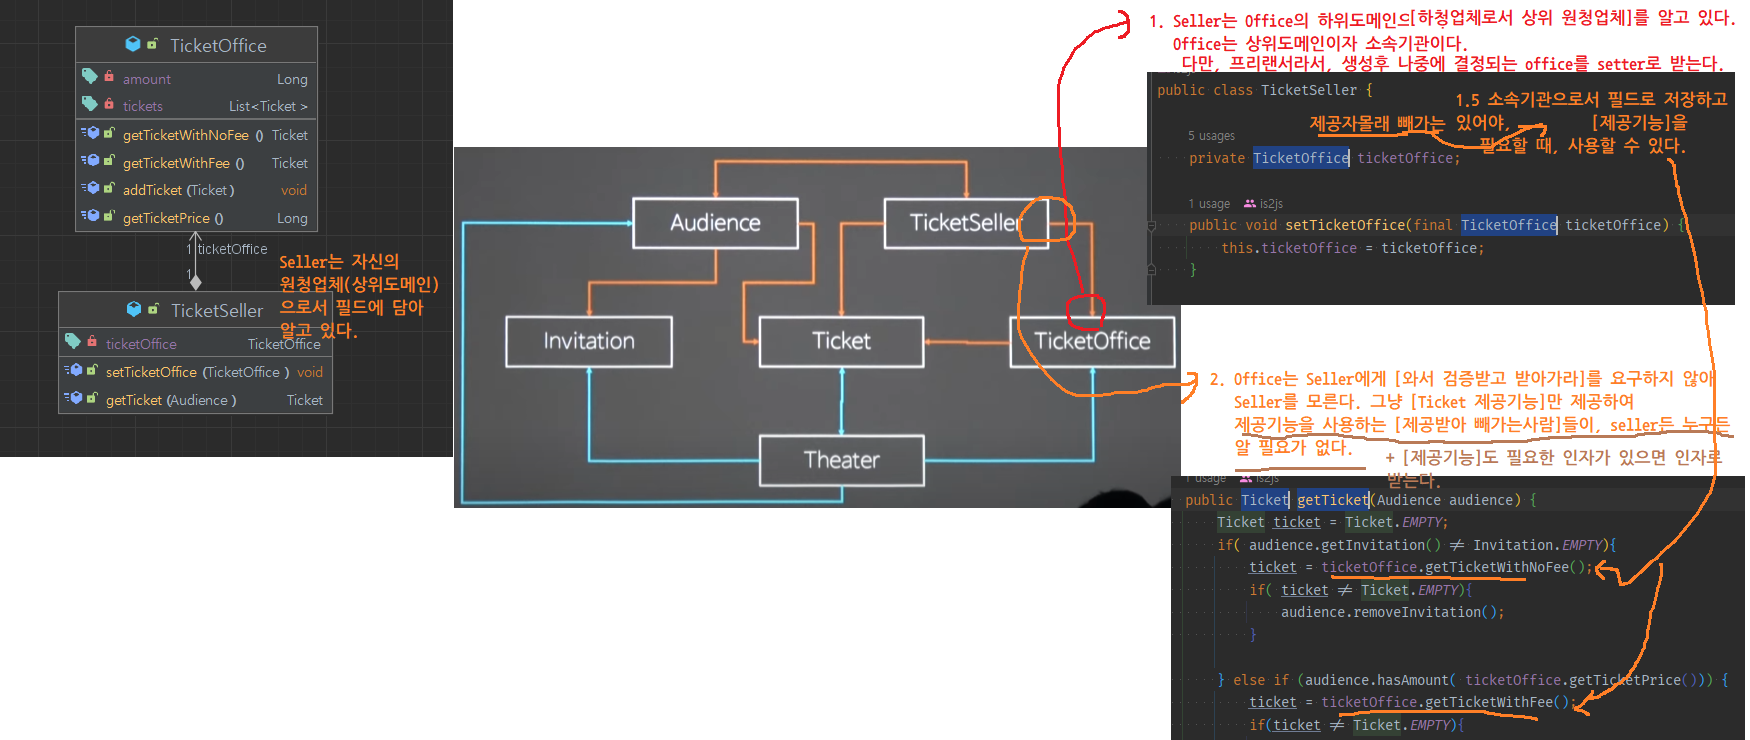 TicketOffice
amount Long
tickets List<Ticket >
getTicketWithNoFee () Ticket
getTicketWithFee () Ticket
addTicket (Ticket ) void
getTicketPrice () Long
1 ticketOffice
1
TicketSeller
ticketOffice TicketOffice
setTicketOffice (TicketOffice ) void
getTicket (Audience ) Ticket
Seller는 자신의
원청업체(상위도메인)
으로서 필드에 담아
알고 있다.
Audience
TicketSeller
Invitation
Ticket
TicketOffice
Theater
1. Seller는 Office의 하위도메인으[하청업체로서 상위 원청업체]를 알고 있다.
Office는 상위도메인이자 소속기관이다.
다만, 프리랜서라서, 생성후 나중에 결정되는 office를 setter로 받는다.
public class TicketSeller {
1.5 소속기관으로서 필드로 저장하고
제공자몰래 빼가는 있어야, [제공기능]을
필요할 때, 사용할 수 있다.
5 usages
private TicketOffice ticketOffice;
1 usage is2js
public void setTicketOffice(final TicketOffice ticketOffice) {
this.ticketOffice = ticketOffice;
}
2. Office는 Seller에게 [와서 검증받고 받아가라]를 요구하지 않아
Seller를 모른다. 그냥 [Ticket 제공기능]만 제공하여
제공기능을 사용하는 [제공받아 빼가는사람]들이, seller든 누구든
알 필요가 없다.
+ [제공기능]도 필요한 인자가 있으면 인자로
받는다.
1 usage is2js
public Ticket getTicket(Audience audience) {
Ticket ticket = Ticket.EMPTY;
if( audience.getInvitation() ≠ Invitation.EMPTY){
ticket = ticketOffice.getTicketWithNoFee();
if( ticket ≠ Ticket.EMPTY){
audience.removeInvitation();
}
} else if (audience.hasAmount( ticketOffice.getTicketPrice())) {
ticket = ticketOffice.getTicketWithFee();
if(ticket ≠ Ticket.EMPTY){